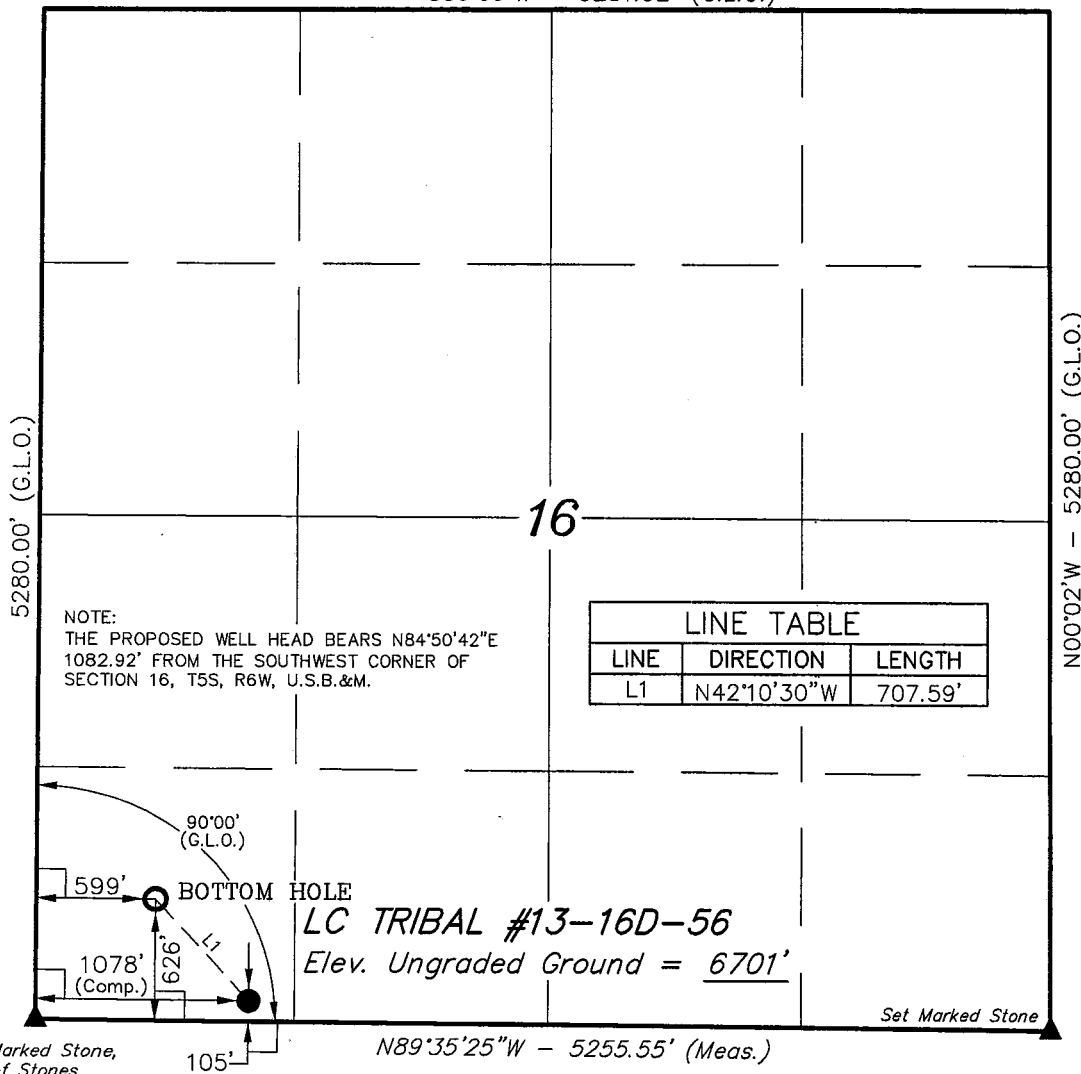 5280.00' (G.L.O.)
N00°02'W – 5280.00' (G.L.O.)
16
NOTE:
THE PROPOSED WELL HEAD BEARS N84°50'42"E
1082.92' FROM THE SOUTHWEST CORNER OF
SECTION 16, T5S, R6W, U.S.B.&M.
LINE TABLE
LINE DIRECTION LENGTH
L1 N42°10'30"W 707.59'
90°00'
(G.L.O.)
599'
BOTTOM HOLE
L1
626'
LC TRIBAL #13-16D-56
Elev. Ungraded Ground = 6701'
1078'
(Comp.)
Set Marked Stone
105'
N89°35'25"W – 5255.55' (Meas.)
Marked Stone,
Stones